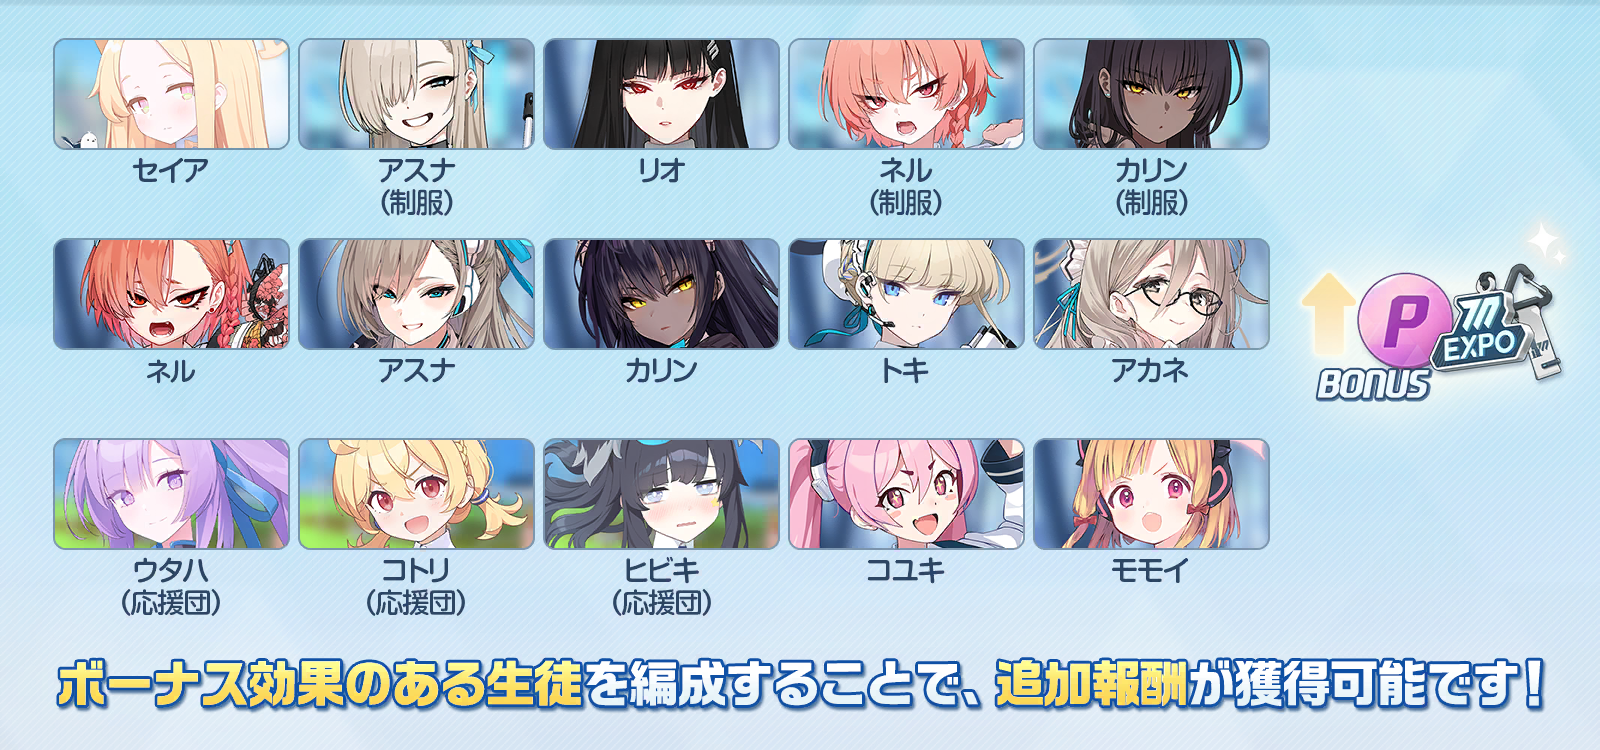 セイア
アスナ
(制服)
リオ
ネル
(制服)
カリン
(制服)
ネル
アスナ
カリン
トキ
アカネ
P
EXPO
BONUS
ウタハ
(応援団)
コトリ
(応援団)
ヒビキ
(応援団)
コユキ
モモイ
ボーナス効果のある生徒を編成することで、追加報酬が獲得可能です!